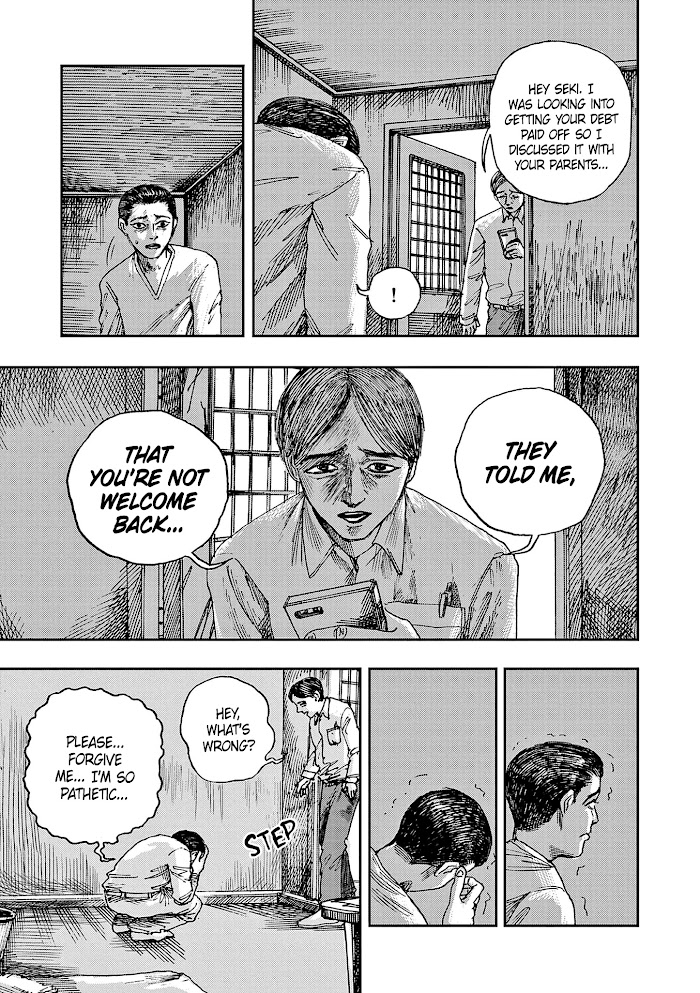 HEY SEKI. I
WAS LOOKING INTO
GETTING YOUR DEBT
PAID OFF SO I
DISCUSSED IT WITH
YOUR PARENTS...
!
THEY
TOLD ME,
THAT
YOU'RE NOT
WELCOME
BACK...
HEY,
WHAT'S
WRONG?
STEP
PLEASE...
FORGIVE
ME... I'M SO
PATHETIC...